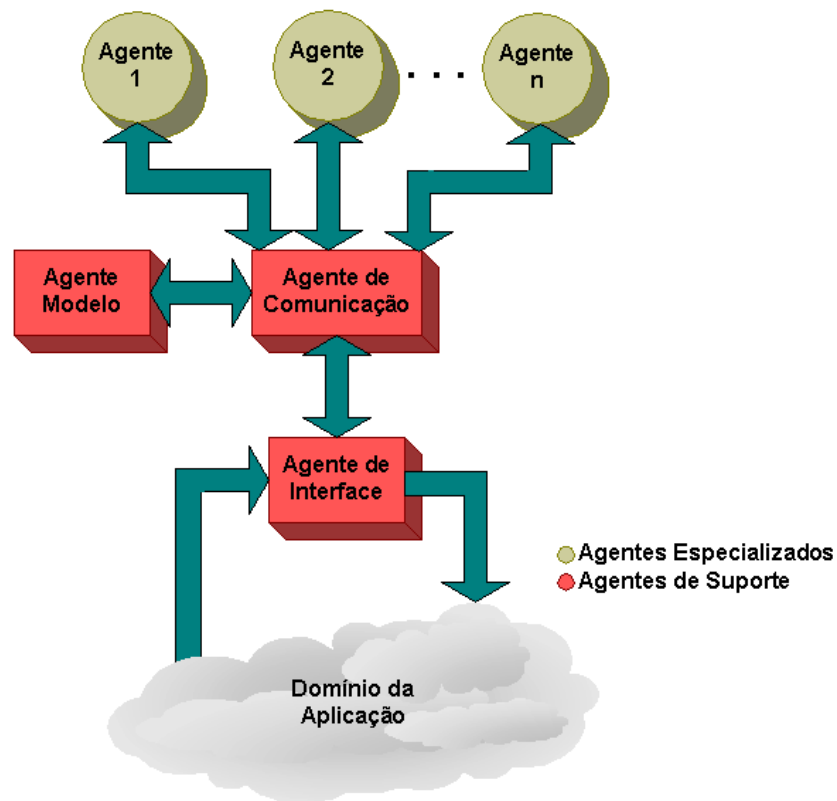 Agente
1
Agente
2
. . .
Agente
n
Agente
Modelo
Agente de
Comunicação
Agente de
Interface
Agentes Especializados
Agentes de Suporte
Domínio da
Aplicação